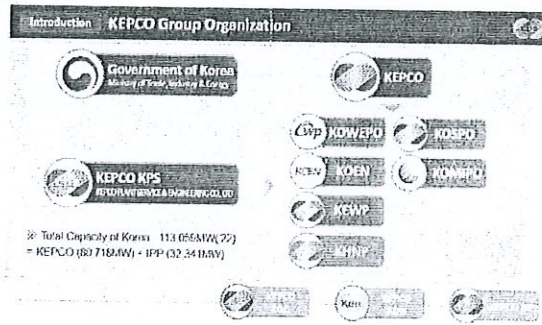 Introduction KEPCO Group Organization
Government of Korea
Ministry of Trade, Industry & Energy
KEPCO
KOWEPO
KOSPO
KEPCO KPS
KEPCO PLANT SERVICE & ENGINEERING CO., LTD
KOEN
KOMIPO
KEWP
KHNP
※ Total Capacity of Korea 113,059MW('22)
= KEPCO (80,718MW) + IPP (32,341MW)